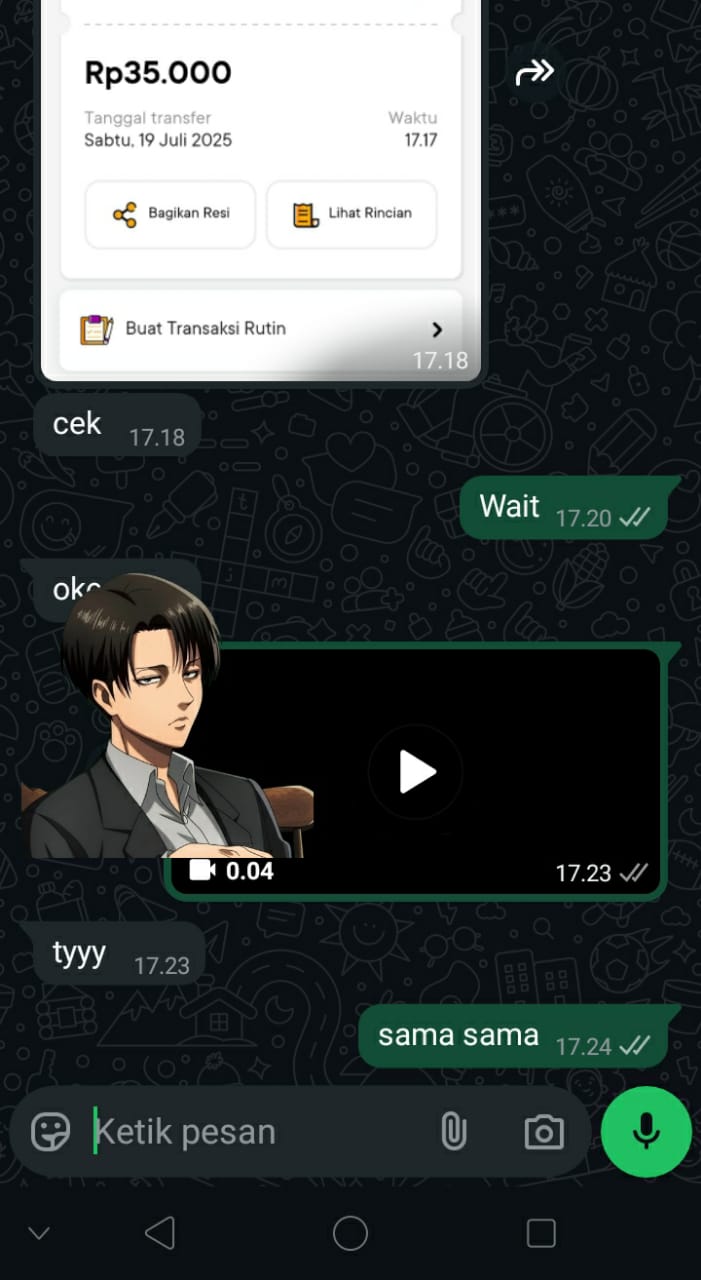 Rp35.000
Tanggal transfer Waktu
Sabtu, 19 Juli 2025 17.17
Bagikan Resi Lihat Rincian
Buat Transaksi Rutin
17.18
cek 17.18
Wait 17.20
0.04 17.23
tyyy 17.23
sama sama 17.24
Ketik pesan